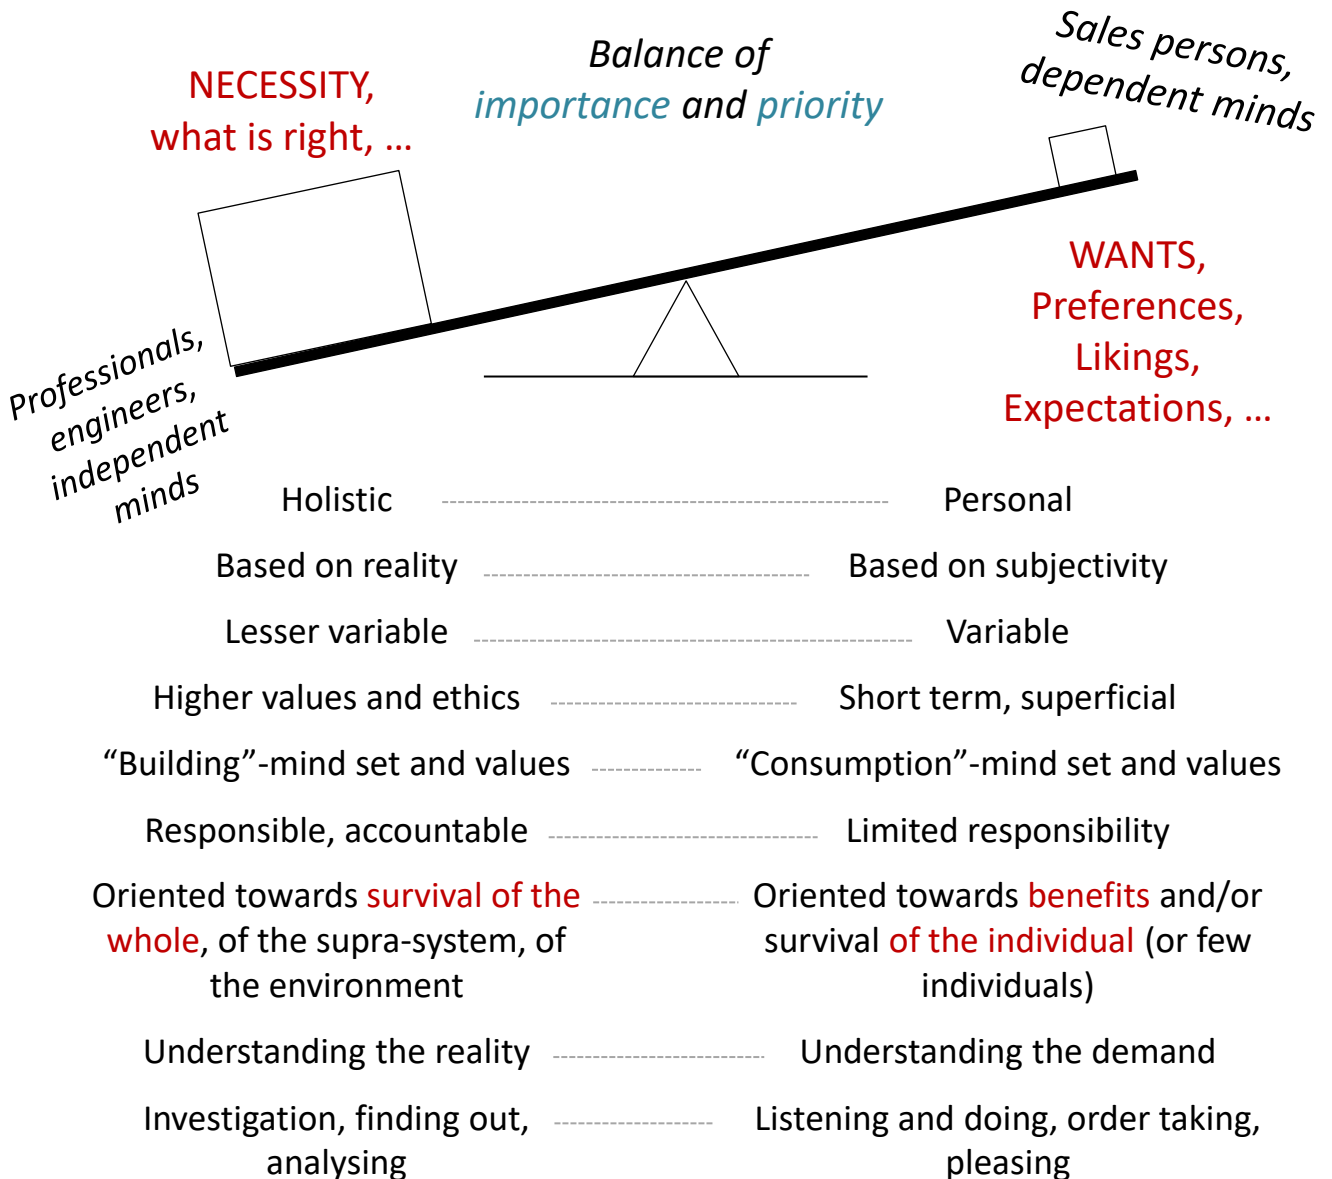 Balance of
importance and priority
Sales persons,
dependent minds
NECESSITY,
what is right, ...
WANTS,
Preferences,
Likings,
Expectations, ...
Professionals,
engineers,
independent
minds
Holistic Personal
Based on reality Based on subjectivity
Lesser variable Variable
Higher values and ethics Short term, superficial
“Building”-mind set and values “Consumption”-mind set and values
Responsible, accountable Limited responsibility
Oriented towards survival of the
whole, of the supra-system, of
the environment
Oriented towards benefits and/or
survival of the individual (or few
individuals)
Understanding the reality Understanding the demand
Investigation, finding out,
analysing
Listening and doing, order taking,
pleasing